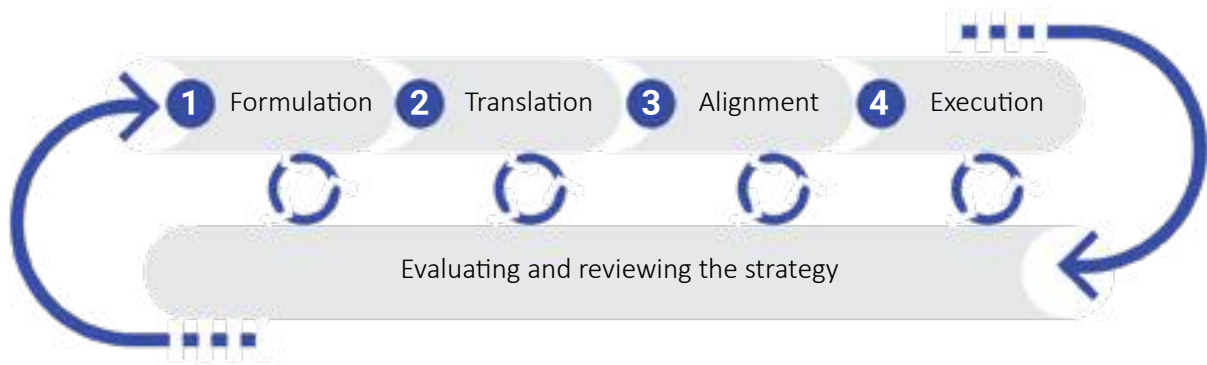 1 Formulation 2 Translation 3 Alignment 4 Execution
Evaluating and reviewing the strategy